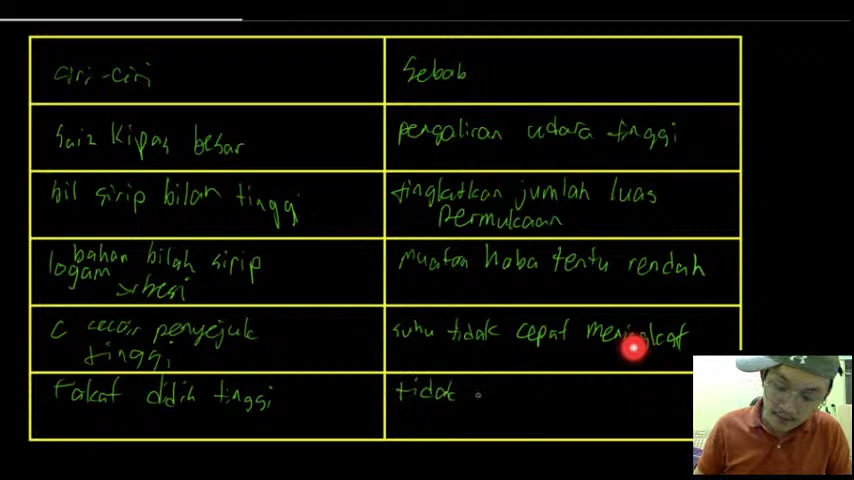 ciri-ciri
Sebab
Saiz kipas besar
pengaliran udara tinggi
bil sirip bilah tinggi
tingkatkan jumlah luas
permukaan
bahan bilah sirip
logam
besi
muatan haba tentu rendah
C cecair penyejuk
tinggi
suhu tidak cepat meningkat
Takat didih tinggi
tidak